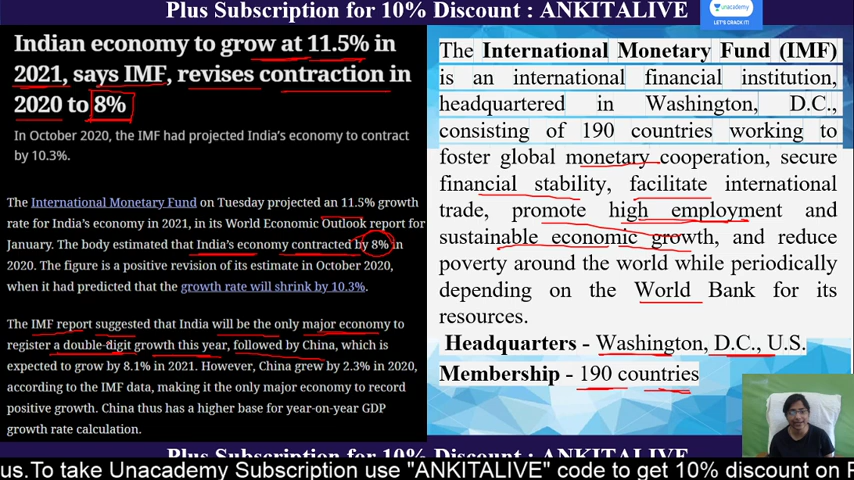 Plus Subscription for 10% Discount : ANKITALIVE
unacademy
LET'S CRACK IT!
Indian economy to grow at 11.5% in
2021, says IMF, revises contraction in
2020 to 8%
In October 2020, the IMF had projected India's economy to contract
by 10.3%.
The International Monetary Fund on Tuesday projected an 11.5% growth
rate for India's economy in 2021, in its World Economic Outlook report for
January. The body estimated that India's economy contracted by 8% in
2020. The figure is a positive revision of its estimate in October 2020,
when it had predicted that the growth rate will shrink by 10.3%.
The IMF report suggested that India will be the only major economy to
register a double-digit growth this year, followed by China, which is
expected to grow by 8.1% in 2021. However, China grew by 2.3% in 2020,
according to the IMF data, making it the only major economy to record
positive growth. China thus has a higher base for year-on-year GDP
growth rate calculation.
The International Monetary Fund (IMF)
is an international financial institution,
headquartered in Washington, D.C.,
consisting of 190 countries working to
foster global monetary cooperation, secure
financial stability, facilitate international
trade, promote high employment and
sustainable economic growth, and reduce
poverty around the world while periodically
depending on the World Bank for its
resources.
Headquarters - Washington, D.C., U.S.
Membership - 190 countries
Plus Subscription for 10% Discount : ANKITALIVE
us.To take Unacademy Subscription use "ANKITALIVE" code to get 10% discount on